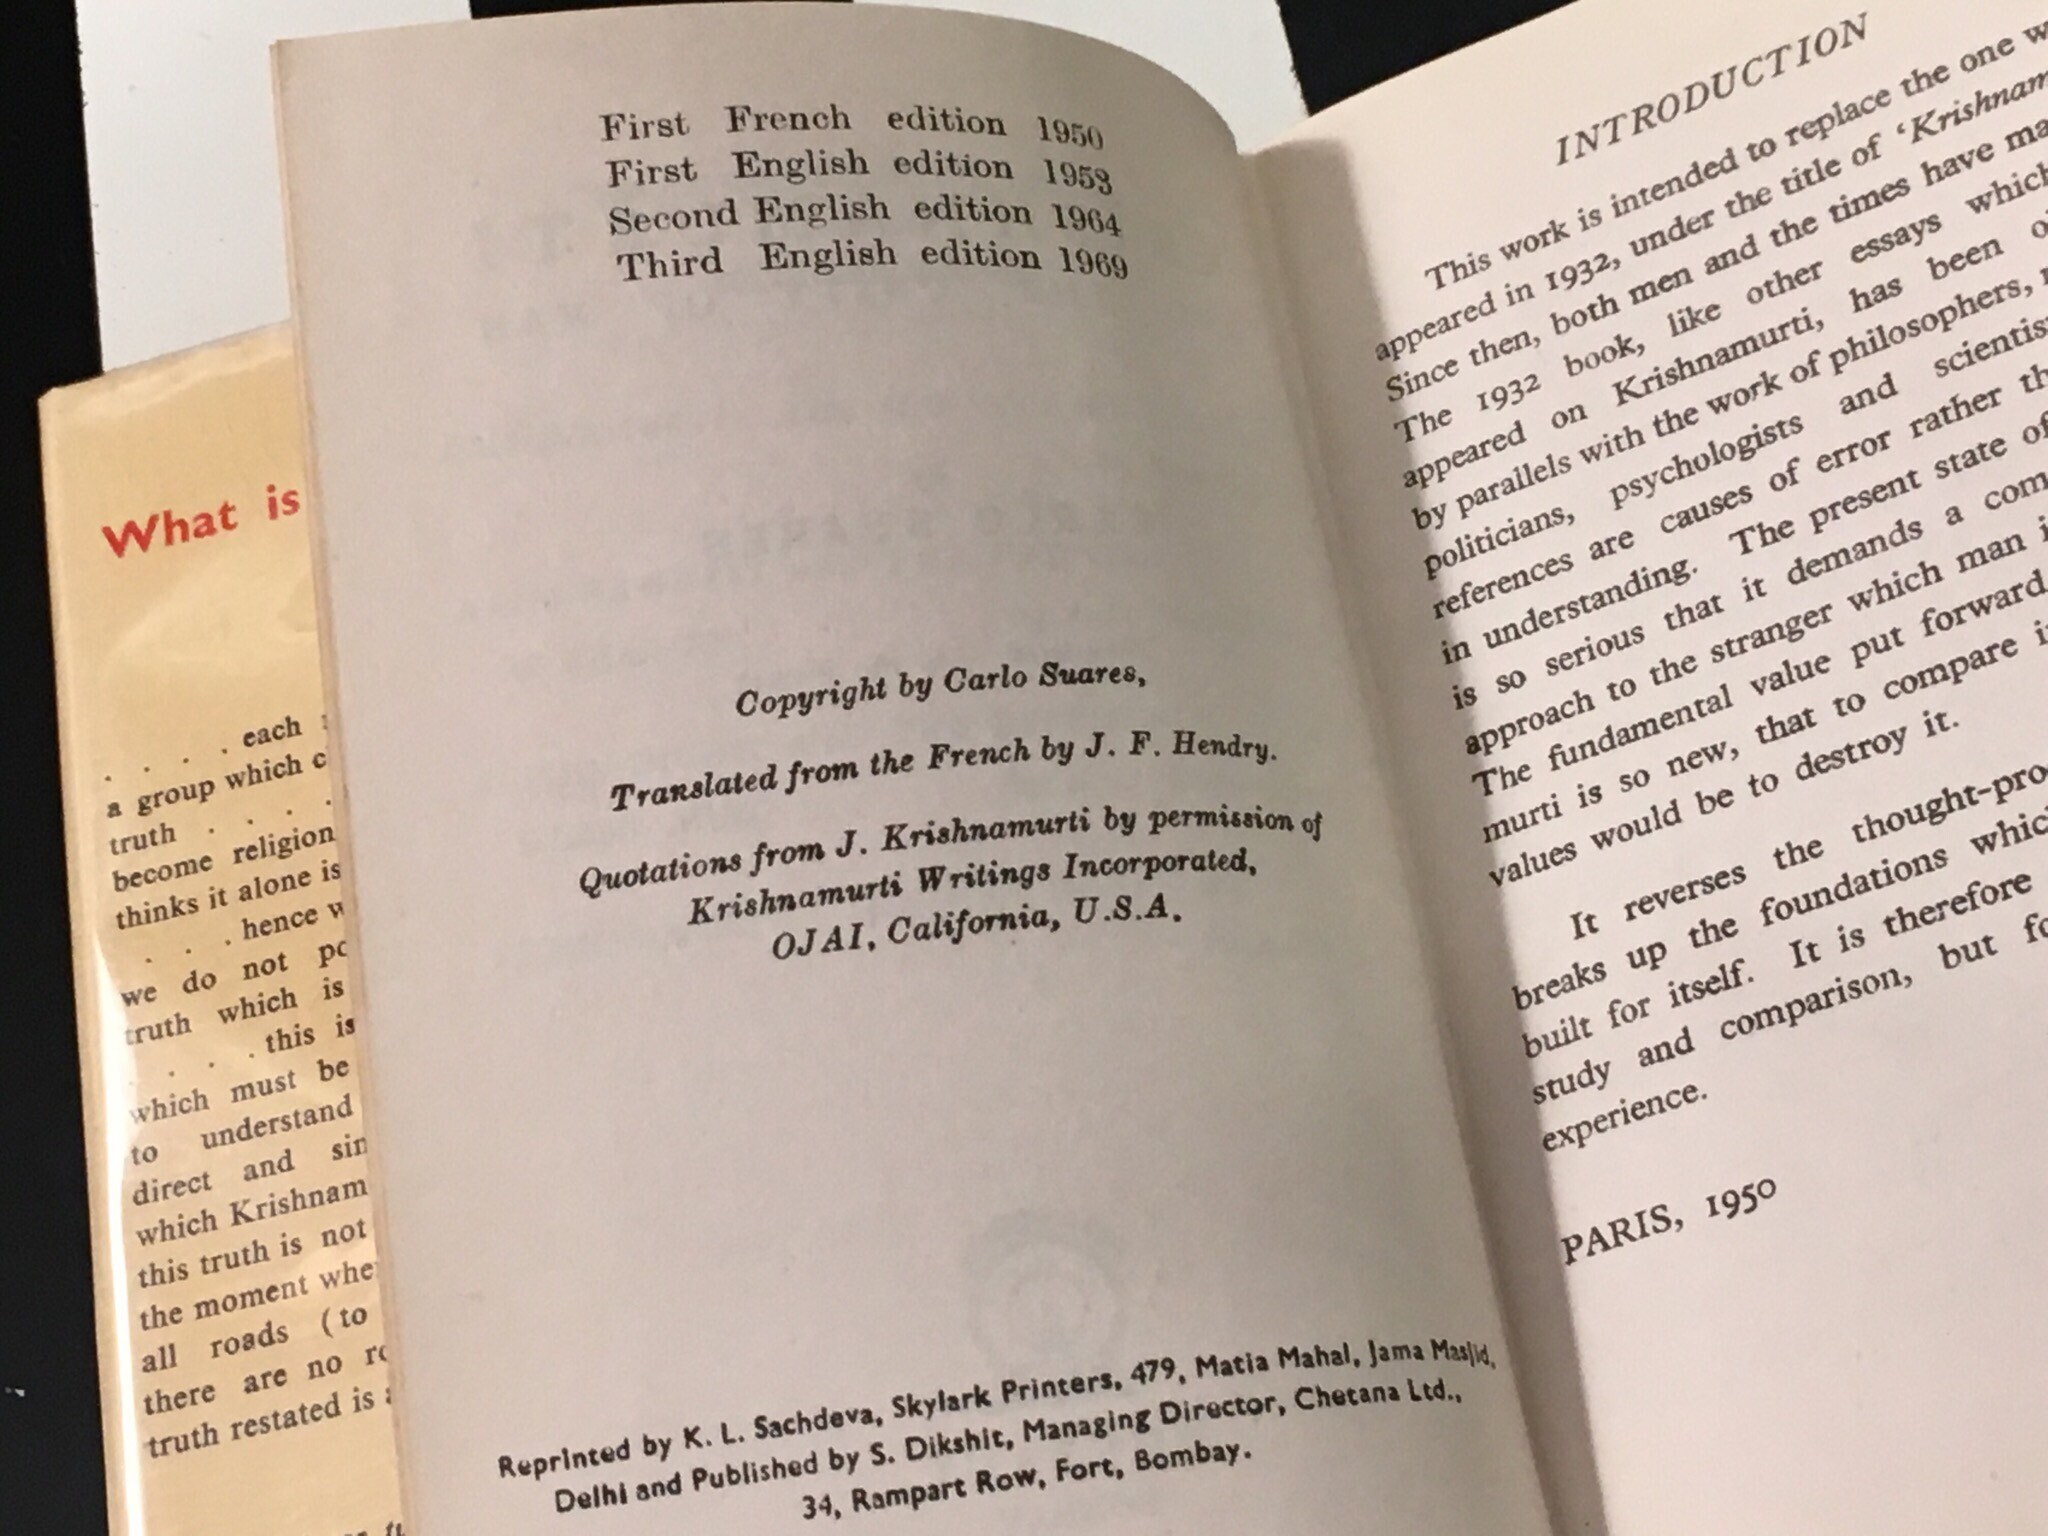 What is
. . . . each
a group which
truth . . . .
become religion
thinks it alone is
. . . . hence
we do not
truth which is
. . . . this is
which must be
to understand
direct and
which Krishnam
this truth is not
the moment
all roads (to
there are no
truth restated is
First French edition 1950
First English edition 1953
Second English edition 1964
Third English edition 1969
Copyright by Carlo Suares,
Translated from the French by J. F. Hendry.
Quotations from J. Krishnamurti by permission of
Krishnamurti Writings Incorporated,
OJAI, California, U.S.A.
Reprinted by K. L. Sachdeva, Skylark Printers, 479, Matia Mahal, Jama Masjid,
Delhi and Published by S. Dikshit, Managing Director, Chetana Ltd.,
34, Rampart Row, Fort, Bombay.
INTRODUCTION
This work is intended to replace the one
appeared in 1932, under the title of ‘Krishnam
Since then, both men and the times have
The 1932 book, like other essays which
appeared on Krishnamurti, has been
by parallels with the work of philosophers,
politicians, psychologists and scientis
references are causes of error rather
in understanding. The present state of
is so serious that it demands a com
approach to the stranger which man
The fundamental value put forward
murti is so new, that to compare
values would be to destroy it.
It reverses the thought-pro
breaks up the foundations which
built for itself. It is therefore
study and comparison, but
experience.
PARIS, 1950